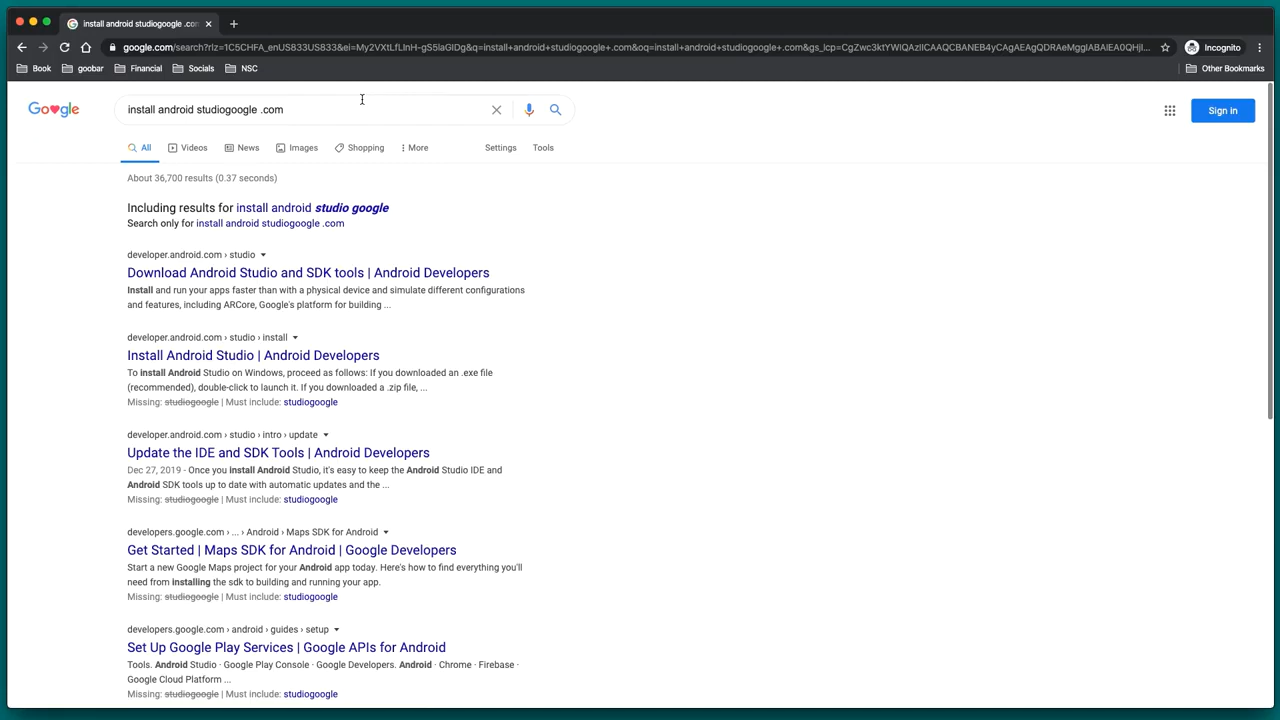 install android studiogoogle .con
google.com/search?rlz=1C5CHFA_enUS833US833&ei=My2VXtLfLInH-gS5laGIDg&q=install+android+studiogoogle+.com&oq=install+android+studiogoogle+.com&gs_lcp=CgZwc3ktYWIQAzIICAAQCBANEB4yCAgAEAgQDRAeMggIABAIEA0QHjI...
Incognito
Book
goobar
Financial
Socials
NSC
Other Bookmarks
Google
install android studiogoogle .com
Sign in
All
Videos
News
Images
Shopping
More
Settings
Tools
About 36,700 results (0.37 seconds)
Including results for install android studio google
Search only for install android studiogoogle .com
developer.android.com › studio
Download Android Studio and SDK tools | Android Developers
Install and run your apps faster than with a physical device and simulate different configurations
and features, including ARCore, Google's platform for building ...
developer.android.com › studio › install
Install Android Studio | Android Developers
To install Android Studio on Windows, proceed as follows: If you downloaded an .exe file
(recommended), double-click to launch it. If you downloaded a .zip file, ...
Missing: studiogoogle | Must include: studiogoogle
developer.android.com › studio › intro › update
Update the IDE and SDK Tools | Android Developers
Dec 27, 2019 - Once you install Android Studio, it's easy to keep the Android Studio IDE and
Android SDK tools up to date with automatic updates and the ...
Missing: studiogoogle | Must include: studiogoogle
developers.google.com › ... › Android › Maps SDK for Android
Get Started | Maps SDK for Android | Google Developers
Start a new Google Maps project for your Android app today. Here's how to find everything you'll
need from installing the sdk to building and running your app.
Missing: studiogoogle | Must include: studiogoogle
developers.google.com › android › guides › setup
Set Up Google Play Services | Google APIs for Android
Tools. Android Studio · Google Play Console · Google Developers. Android · Chrome · Firebase ·
Google Cloud Platform ...
Missing: studiogoogle | Must include: studiogoogle